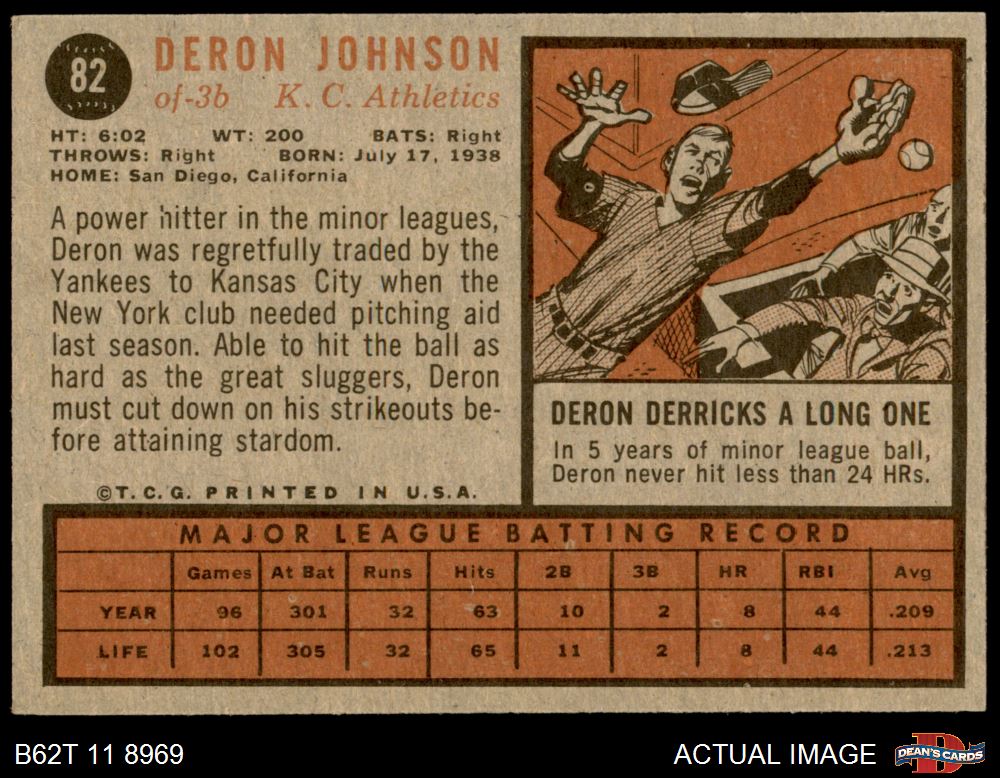 82
DERON JOHNSON
of-3b K. C. Athletics
HT: 6:02 WT: 200 BATS: Right
THROWS: Right BORN: July 17, 1938
HOME: San Diego, California
A power hitter in the minor leagues,
Deron was regretfully traded by the
Yankees to Kansas City when the
New York club needed pitching aid
last season. Able to hit the ball as
hard as the great sluggers, Deron
must cut down on his strikeouts be-
fore attaining stardom.
©T.C.G. PRINTED IN U.S.A.
DERON DERRICKS A LONG ONE
In 5 years of minor league ball,
Deron never hit less than 24 HRs.
MAJOR LEAGUE BATTING RECORD
Games At Bat Runs Hits 2B 3B HR RBI Avg
YEAR 96 301 32 63 10 2 8 44 .209
LIFE 102 305 32 65 11 2 8 44 .213
B62T 11 8969
ACTUAL IMAGE
D
DEAN'S CARDS